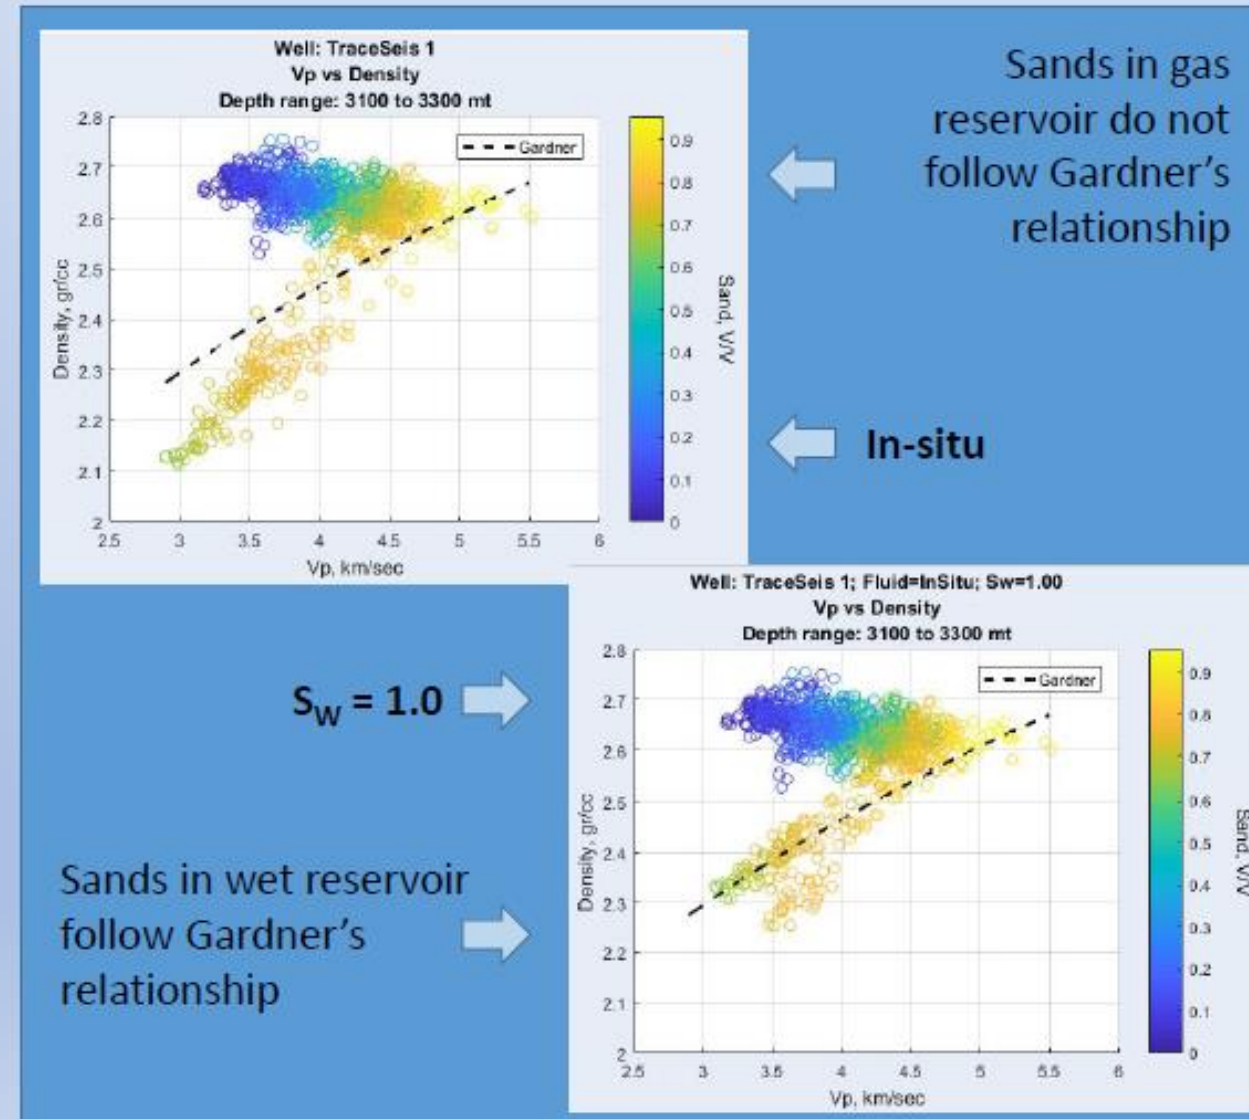 Well: TraceSeis 1
Vp vs Density
Depth range: 3100 to 3300 mt
2.8
2.7
2.6
2.5
2.4
2.3
2.2
2.1
2
Density, gr/cc
2.5 3 3.5 4 4.5 5 5.5 6
Vp, km/sec
Gardner
0.9
0.8
0.7
0.6
0.5
0.4
0.3
0.2
0.1
0
Sand, V/V
Sands in gas
reservoir do not
follow Gardner's
relationship
In-situ
Well: TraceSeis 1; Fluid=InSitu; Sw=1.00
Vp vs Density
Depth range: 3100 to 3300 mt
2.8
2.7
2.6
2.5
2.4
2.3
2.2
2.1
2
Density, gr/cc
2.5 3 3.5 4 4.5 5 5.5 6
Vp, km/sec
Gardner
0.9
0.8
0.7
0.6
0.5
0.4
0.3
0.2
0.1
0
Sand, V/V
SW = 1.0
Sands in wet reservoir
follow Gardner's
relationship